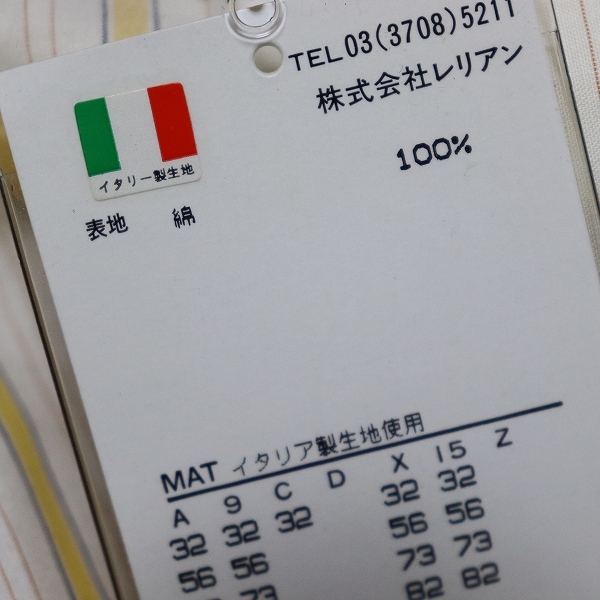 TEL03(3708)5211
株式会社レリアン
イタリー製生地
100%
表地 綿
MAT イタリア製生地使用
A 9 C D X 15 Z
32 32 32 32 32
56 56 56 56
73 73 73
82 82